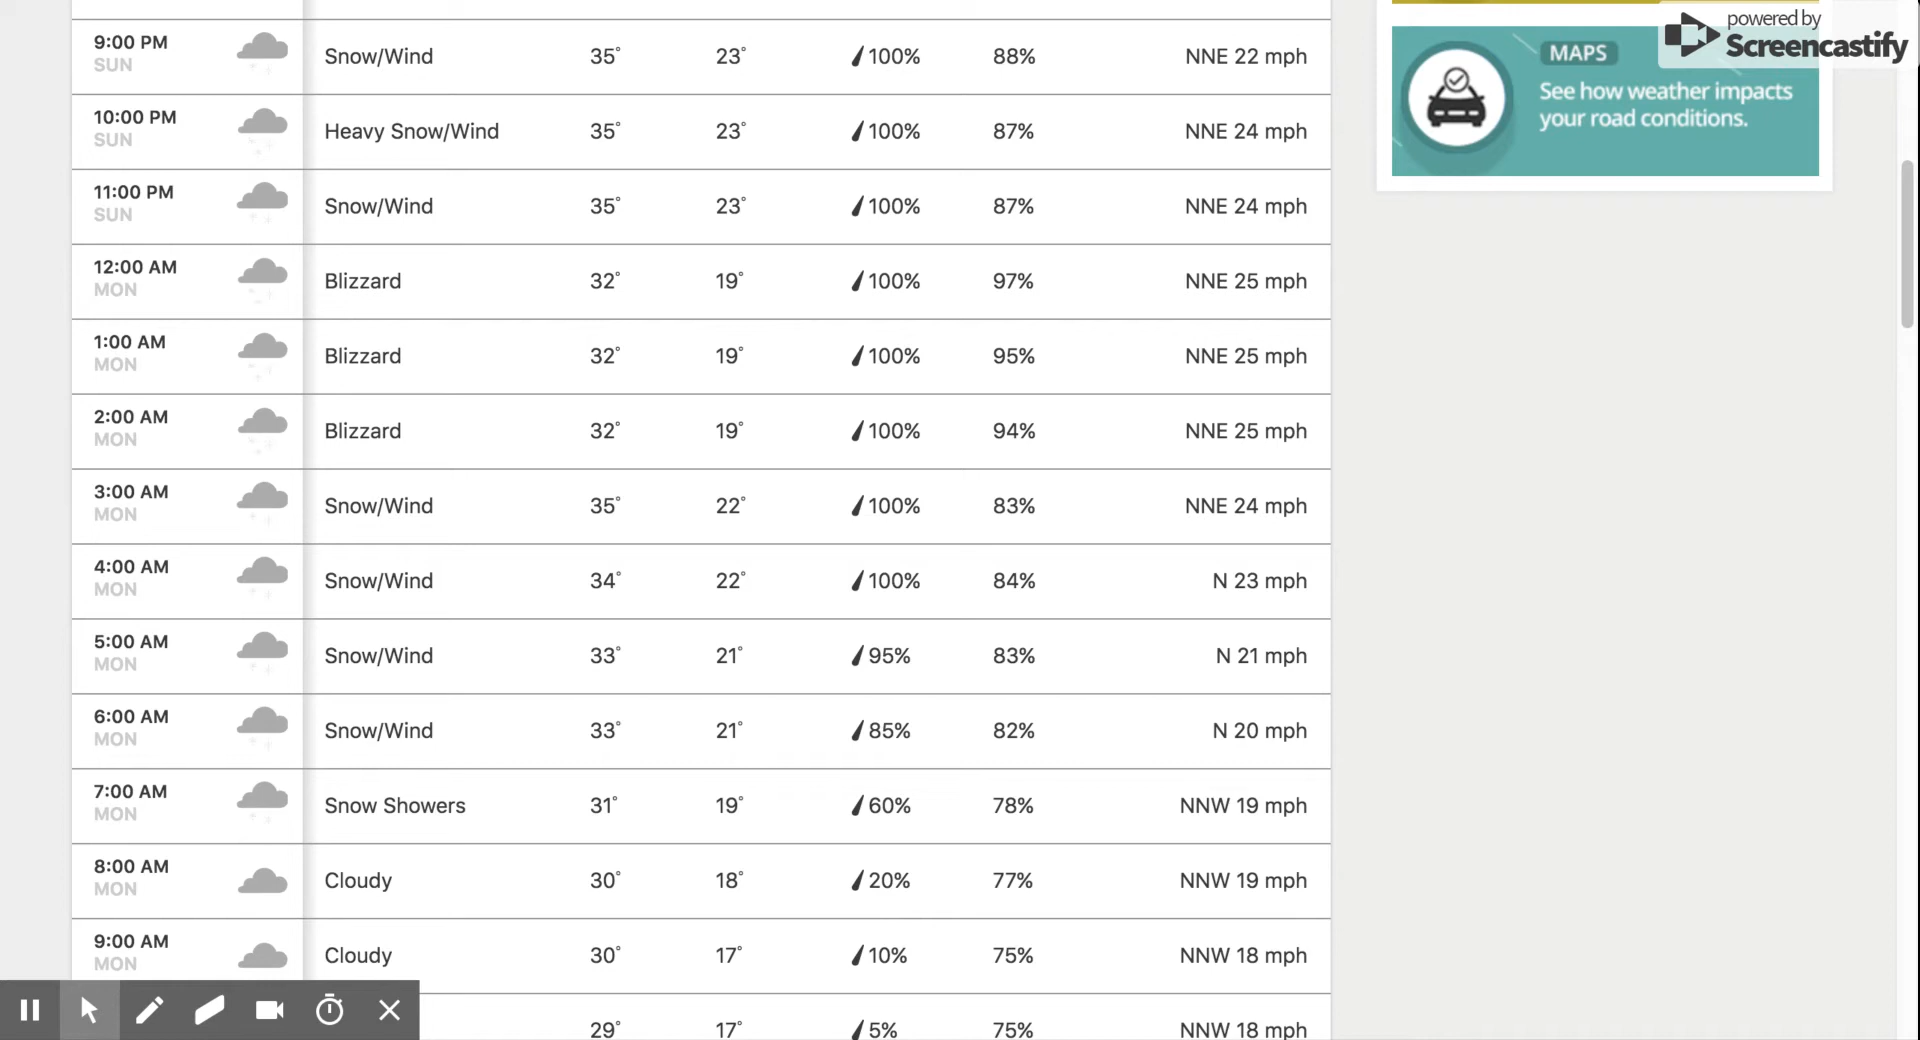 powered by
Screencastify
MAPS
See how weather impacts
your road conditions.
9:00 PM
SUN
Snow/Wind 35° 23° 100% 88% NNE 22 mph
10:00 PM
SUN
Heavy Snow/Wind 35° 23° 100% 87% NNE 24 mph
11:00 PM
SUN
Snow/Wind 35° 23° 100% 87% NNE 24 mph
12:00 AM
MON
Blizzard 32° 19° 100% 97% NNE 25 mph
1:00 AM
MON
Blizzard 32° 19° 100% 95% NNE 25 mph
2:00 AM
MON
Blizzard 32° 19° 100% 94% NNE 25 mph
3:00 AM
MON
Snow/Wind 35° 22° 100% 83% NNE 24 mph
4:00 AM
MON
Snow/Wind 34° 22° 100% 84% N 23 mph
5:00 AM
MON
Snow/Wind 33° 21° 95% 83% N 21 mph
6:00 AM
MON
Snow/Wind 33° 21° 85% 82% N 20 mph
7:00 AM
MON
Snow Showers 31° 19° 60% 78% NNW 19 mph
8:00 AM
MON
Cloudy 30° 18° 20% 77% NNW 19 mph
9:00 AM
MON
Cloudy 30° 17° 10% 75% NNW 18 mph
29° 17° 5% 75% NNW 18 mph